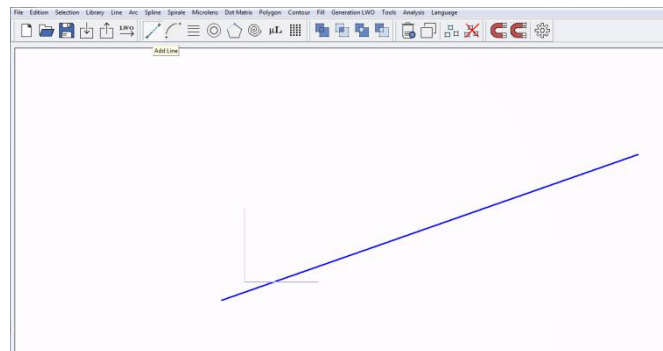 File Edition Selection Library Line Arc Spline Spirale Microlens Dot Matrix Polygon Contour Fill Generation LWO Tools Analysis Language
LWO µL
Add Line